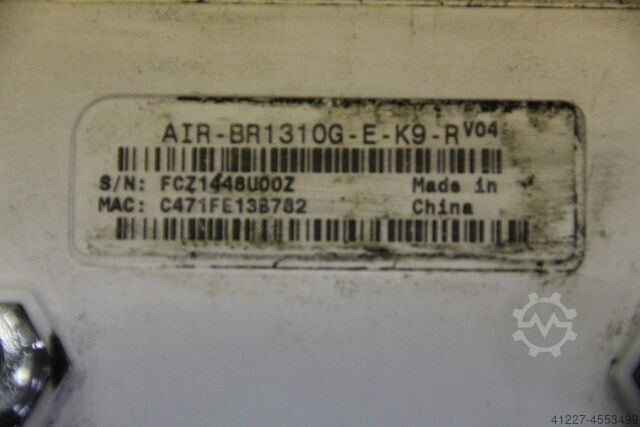 AIR-BR1310G-E-K9-R V04
S/N: FCZ1448U00Z Made in
MAC: C471FE13B782 China
41227-4553499